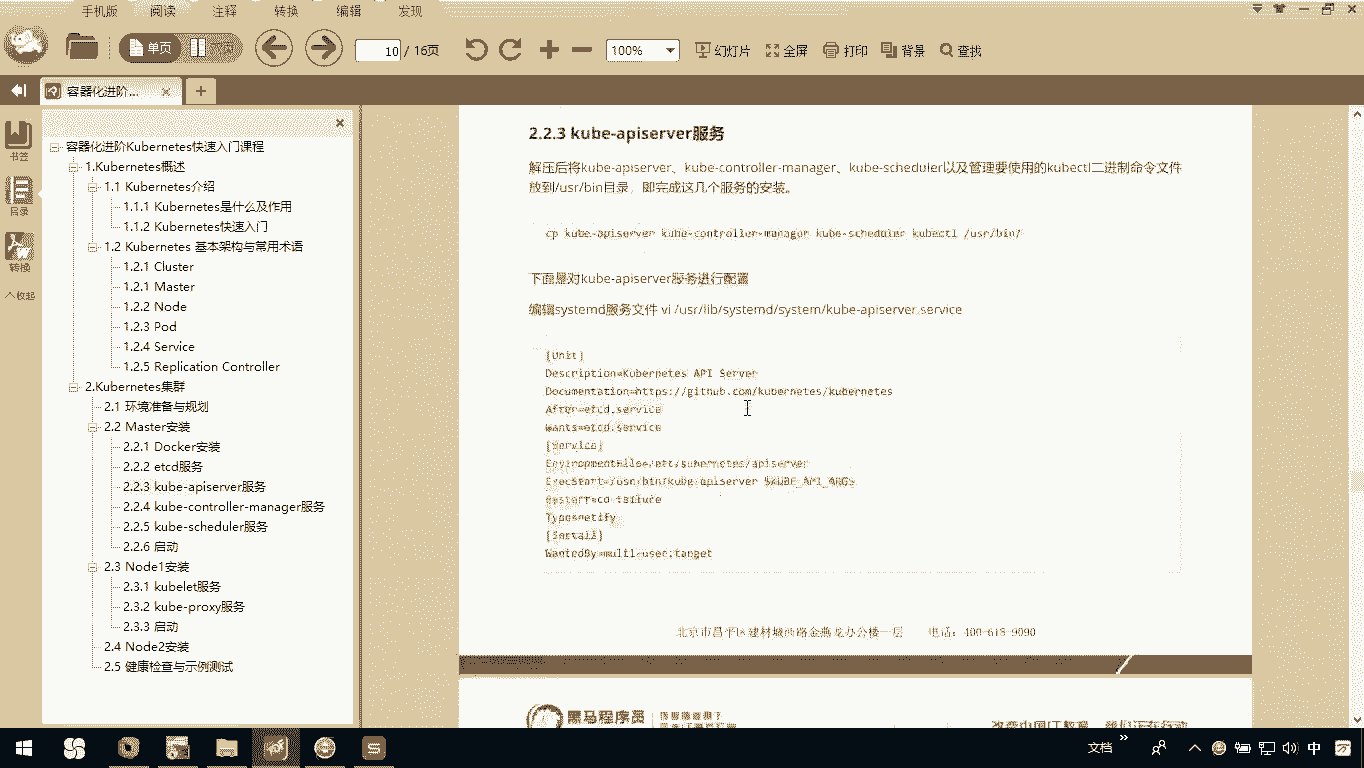 手机版 阅读 注释 转换 编辑 发现
单页
10 / 16页
100%
幻灯片 全屏 打印 背景 查找
容器化进阶...
书签
目录
转换
收起
容器化进阶Kubernetes快速入门课程
1.Kubernetes概述
1.1 Kubernetes介绍
1.1.1 Kubernetes是什么及作用
1.1.2 Kubernetes快速入门
1.2 Kubernetes 基本架构与常用术语
1.2.1 Cluster
1.2.1 Master
1.2.2 Node
1.2.3 Pod
1.2.4 Service
1.2.5 Replication Controller
2.Kubernetes集群
2.1 环境准备与规划
2.2 Master安装
2.2.1 Docker安装
2.2.2 etcd服务
2.2.3 kube-apiserver服务
2.2.4 kube-controller-manager服务
2.2.5 kube-scheduler服务
2.2.6 启动
2.3 Node1安装
2.3.1 kubelet服务
2.3.2 kube-proxy服务
2.3.3 启动
2.4 Node2安装
2.5 健康检查与示例测试
2.2.3 kube-apiserver服务
解压后将kube-apiserver、kube-controller-manager、kube-scheduler以及管理要使用的kubectl二进制命令文件
放到/usr/bin目录，即完成这几个服务的安装。
cp kube-apiserver kube-controller-manager kube-scheduler kubectl /usr/bin/
下面是对kube-apiserver服务进行配置
编辑systemd服务文件 vi /usr/lib/systemd/system/kube-apiserver.service
[Unit]
Description=Kubernetes API Server
Documentation=https://github.com/kubernetes/kubernetes
After=etcd.service
Wants=etcd.service
[Service]
EnvironmentFile=/etc/kubernetes/apiserver
ExecStart=/usr/bin/kube-apiserver $KUBE_API_ARGS
Restart=on-failure
Type=notify
[Install]
WantedBy=multi-user.target
北京市昌平区建材城西路金燕龙办公楼一层 电话：400-618-9090
黑马程序员
文档
中